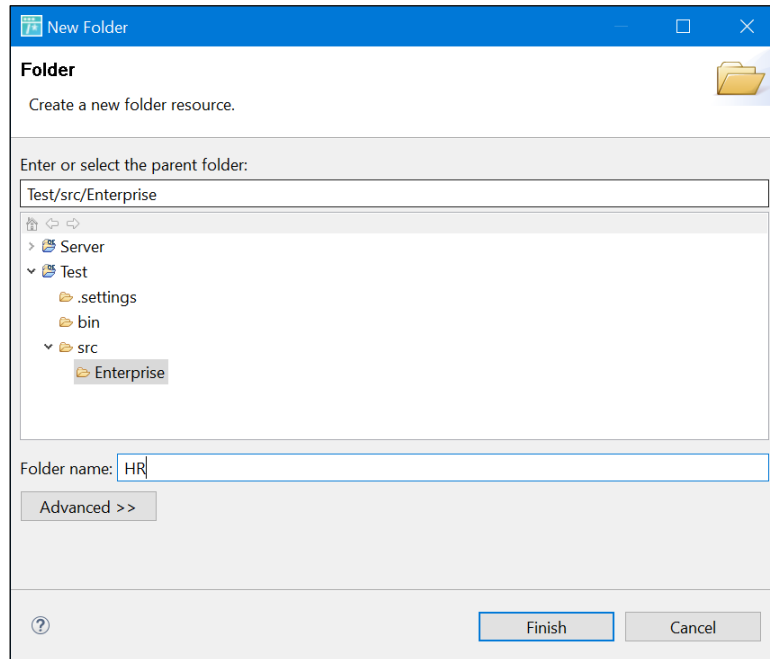 New Folder
Folder
Create a new folder resource.
Enter or select the parent folder:
Test/src/Enterprise
Server
Test
.settings
bin
src
Enterprise
Folder name: HR
Advanced >>
Finish Cancel